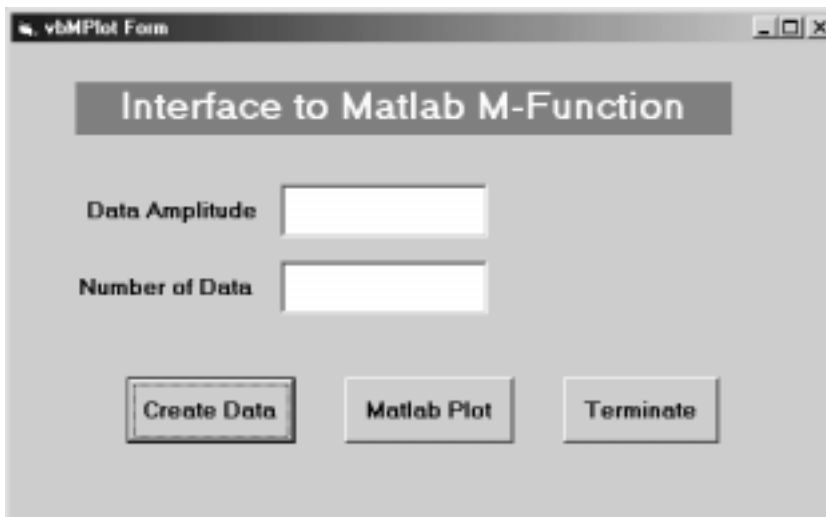 vbMPlot Form
Interface to Matlab M-Function
Data Amplitude
Number of Data
Create Data
Matlab Plot
Terminate